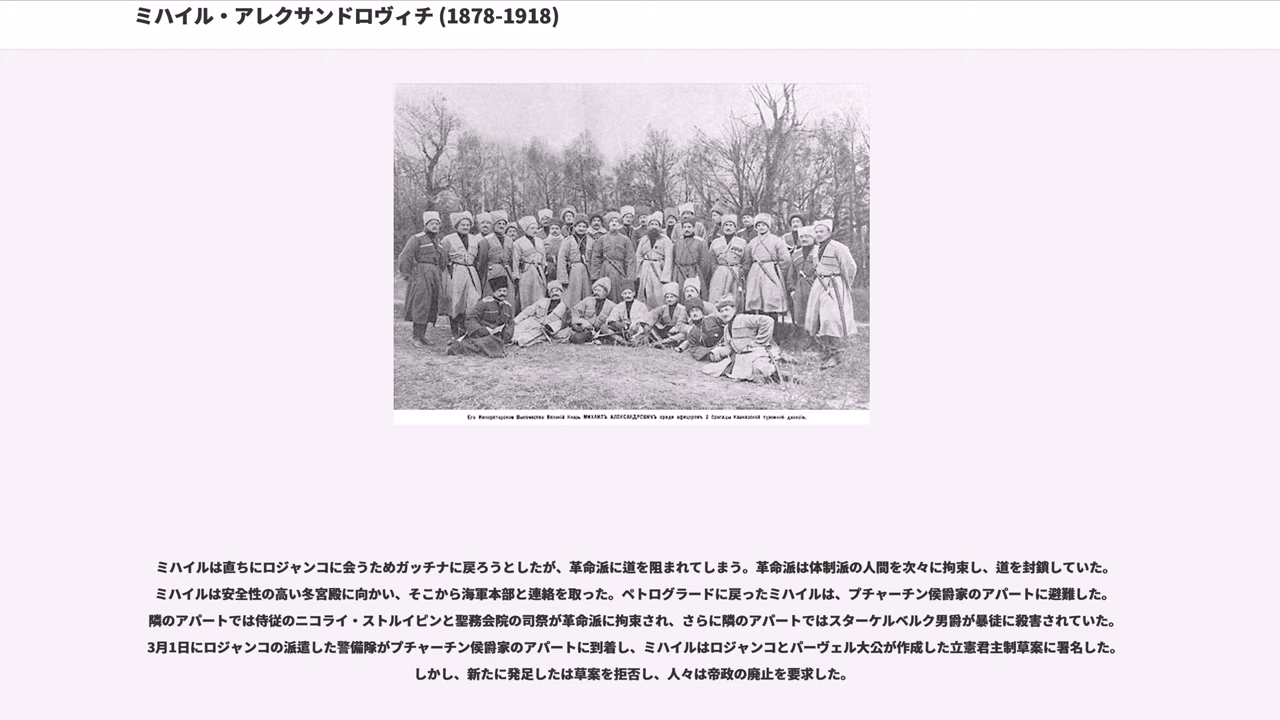 ミハイル・アレクサンドロヴィチ (1878-1918)
Его Императорское Высочество Великій Князь МИХАИЛЪ АЛЕКСАНДРОВИЧЪ среди офицеровъ 2 бригады Кавказской туземной дивизіи.
ミハイルは直ちにロジャンコに会うためガッチナに戻ろうとしたが、革命派に道を阻まれてしまう。革命派は体制派の人間を次々に拘束し、道を封鎖していた。
ミハイルは安全性の高い冬宮殿に向かい、そこから海軍本部と連絡を取った。ペトログラードに戻ったミハイルは、プチャーチン侯爵家のアパートに避難した。
隣のアパートでは侍従のニコライ・ストルイピンと聖務会院の司祭が革命派に拘束され、さらに隣のアパートではスターケルベルク男爵が暴徒に殺害されていた。
3月1日にロジャンコの派遣した警備隊がプチャーチン侯爵家のアパートに到着し、ミハイルはロジャンコとパーヴェル大公が作成した立憲君主制草案に署名した。
しかし、新たに発足したは草案を拒否し、人々は帝政の廃止を要求した。